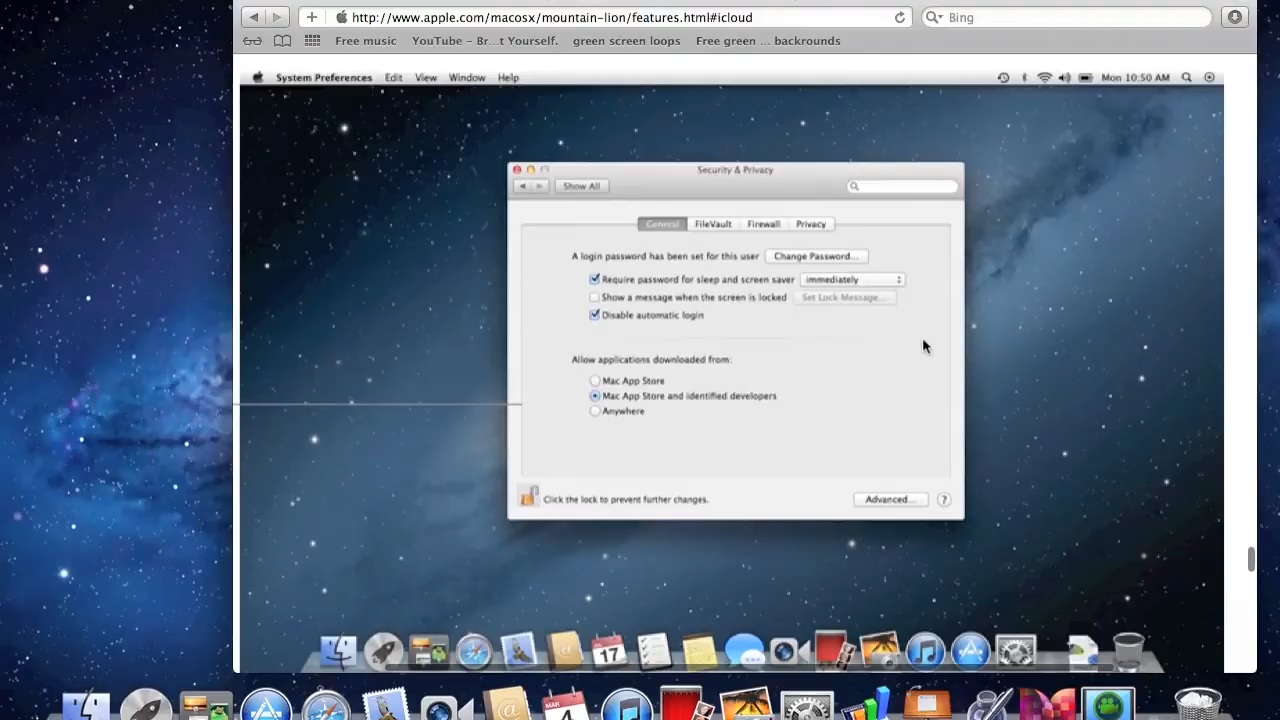 http://www.apple.com/macosx/mountain-lion/features.html#icloud
Bing
Free music YouTube - Br...t Yourself. green screen loops Free green ... backrounds
System Preferences Edit View Window Help Mon 10:50 AM
Security & Privacy
Show All
General FileVault Firewall Privacy
A login password has been set for this user Change Password...
Require password for sleep and screen saver immediately
Show a message when the screen is locked Set Lock Message...
Disable automatic login
Allow applications downloaded from:
Mac App Store
Mac App Store and identified developers
Anywhere
Click the lock to prevent further changes. Advanced... ?
17
MAR
4